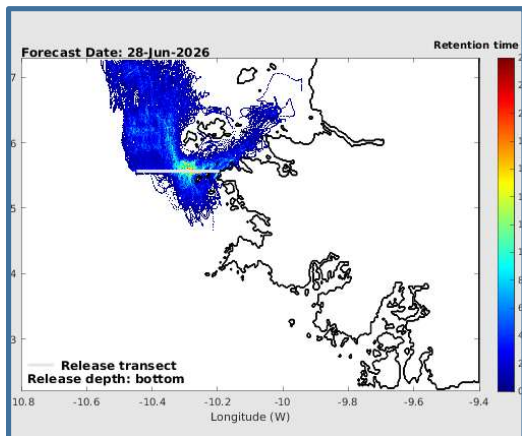 Forecast Date: 28-Jun-2026
Retention time
7
6
5
4
3
Release transect
Release depth: bottom
10.8
-10.6
-10.4
-10.2
-10
-9.8
-9.6
-9.4
Longitude (W)